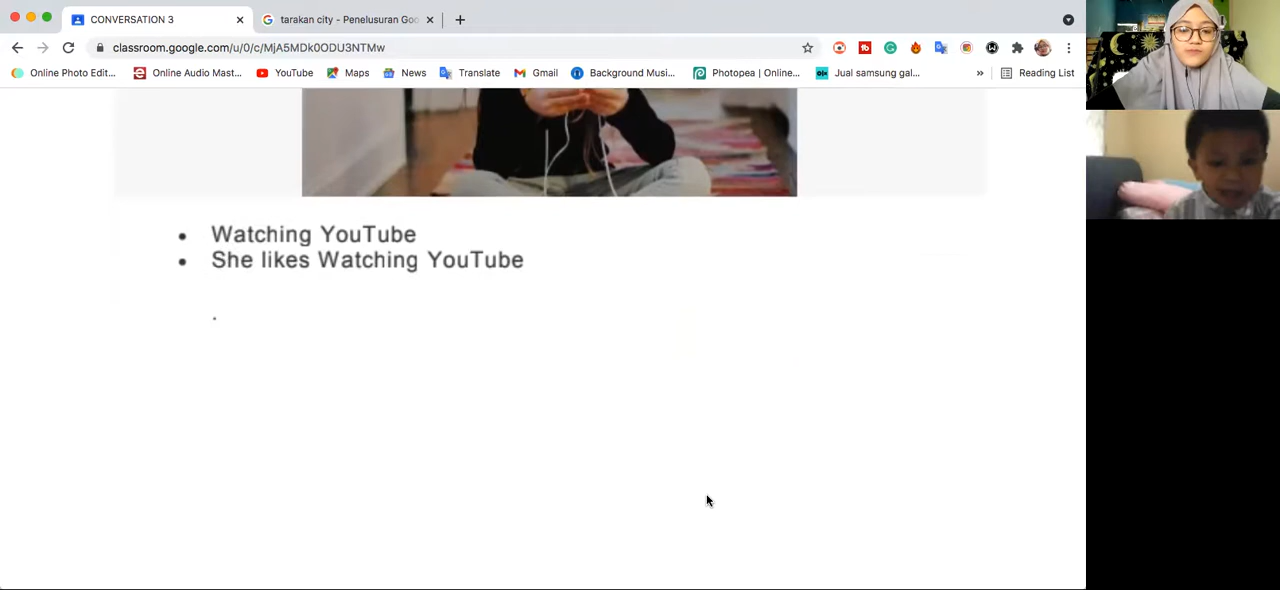 CONVERSATION 3
tarakan city - Penelusuran Goo
classroom.google.com/u/0/c/MjA5MDk0ODU3NTMw
Online Photo Edit... Online Audio Mast... YouTube Maps News Translate Gmail Background Musi... Photopea | Online... Jual samsung gal... » Reading List
• Watching YouTube
• She likes Watching YouTube